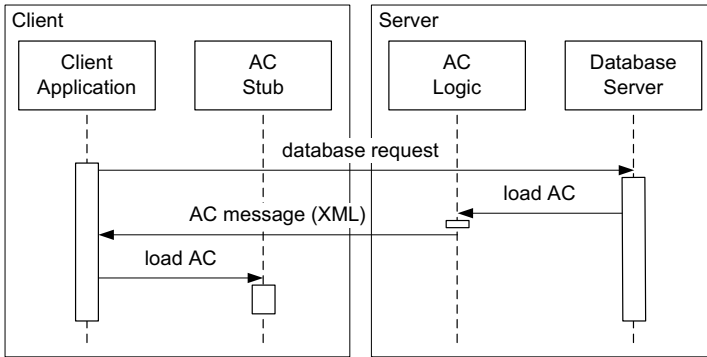 Client
Server
Client
Application
AC
Stub
AC
Logic
Database
Server
database request
load AC
AC message (XML)
load AC